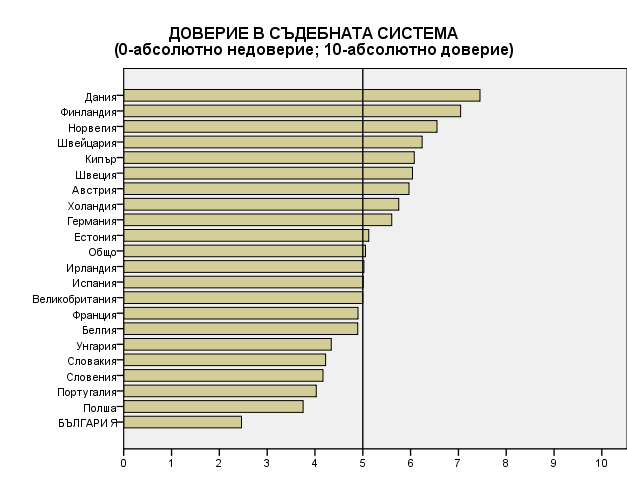 ДОВЕРИЕ В СЪДЕБНАТА СИСТЕМА
(0-абсолютно недоверие; 10-абсолютно доверие)
Дания
Финландия
Норвегия
Швейцария
Кипър
Швеция
Австрия
Холандия
Германия
Естония
Общо
Ирландия
Испания
Великобритания
Франция
Белгия
Унгария
Словакия
Словения
Португалия
Полша
БЪЛГАРИЯ
0 1 2 3 4 5 6 7 8 9 10